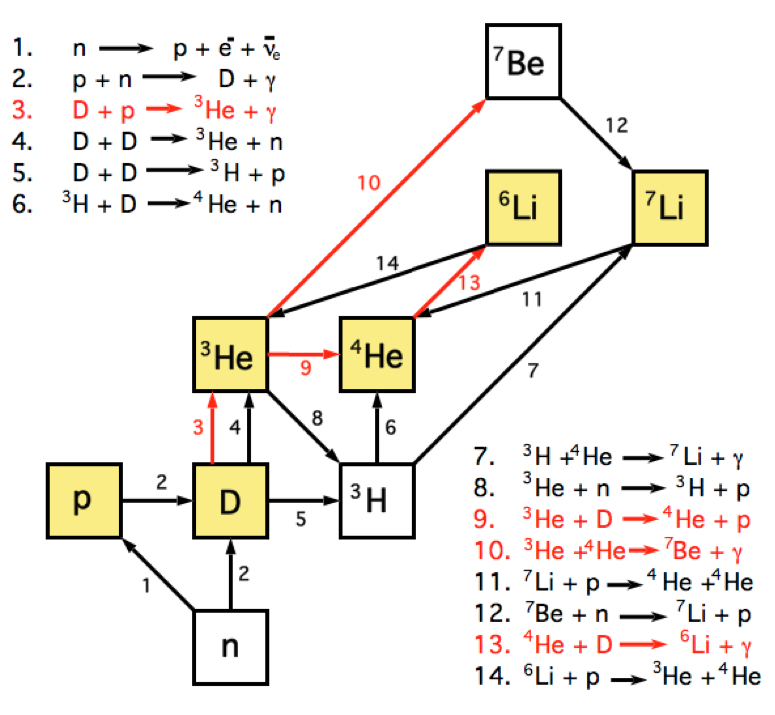 1. n ⟶ p + e⁻ + ν̄ₑ
2. p + n ⟶ D + γ
3. D + p ⟶ ³He + γ
4. D + D ⟶ ³He + n
5. D + D ⟶ ³H + p
6. ³H + D ⟶ ⁴He + n
⁷Be
12
10
⁶Li
⁷Li
14
13
11
³He
⁴He
9
7
3
4
8
6
p
2
D
5
³H
1
2
n
7. ³H +⁴He ⟶ ⁷Li + γ
8. ³He + n ⟶ ³H + p
9. ³He + D ⟶ ⁴He + p
10. ³He +⁴He ⟶ ⁷Be + γ
11. ⁷Li + p ⟶ ⁴He +⁴He
12. ⁷Be + n ⟶ ⁷Li + p
13. ⁴He + D ⟶ ⁶Li + γ
14. ⁶Li + p ⟶ ³He +⁴He